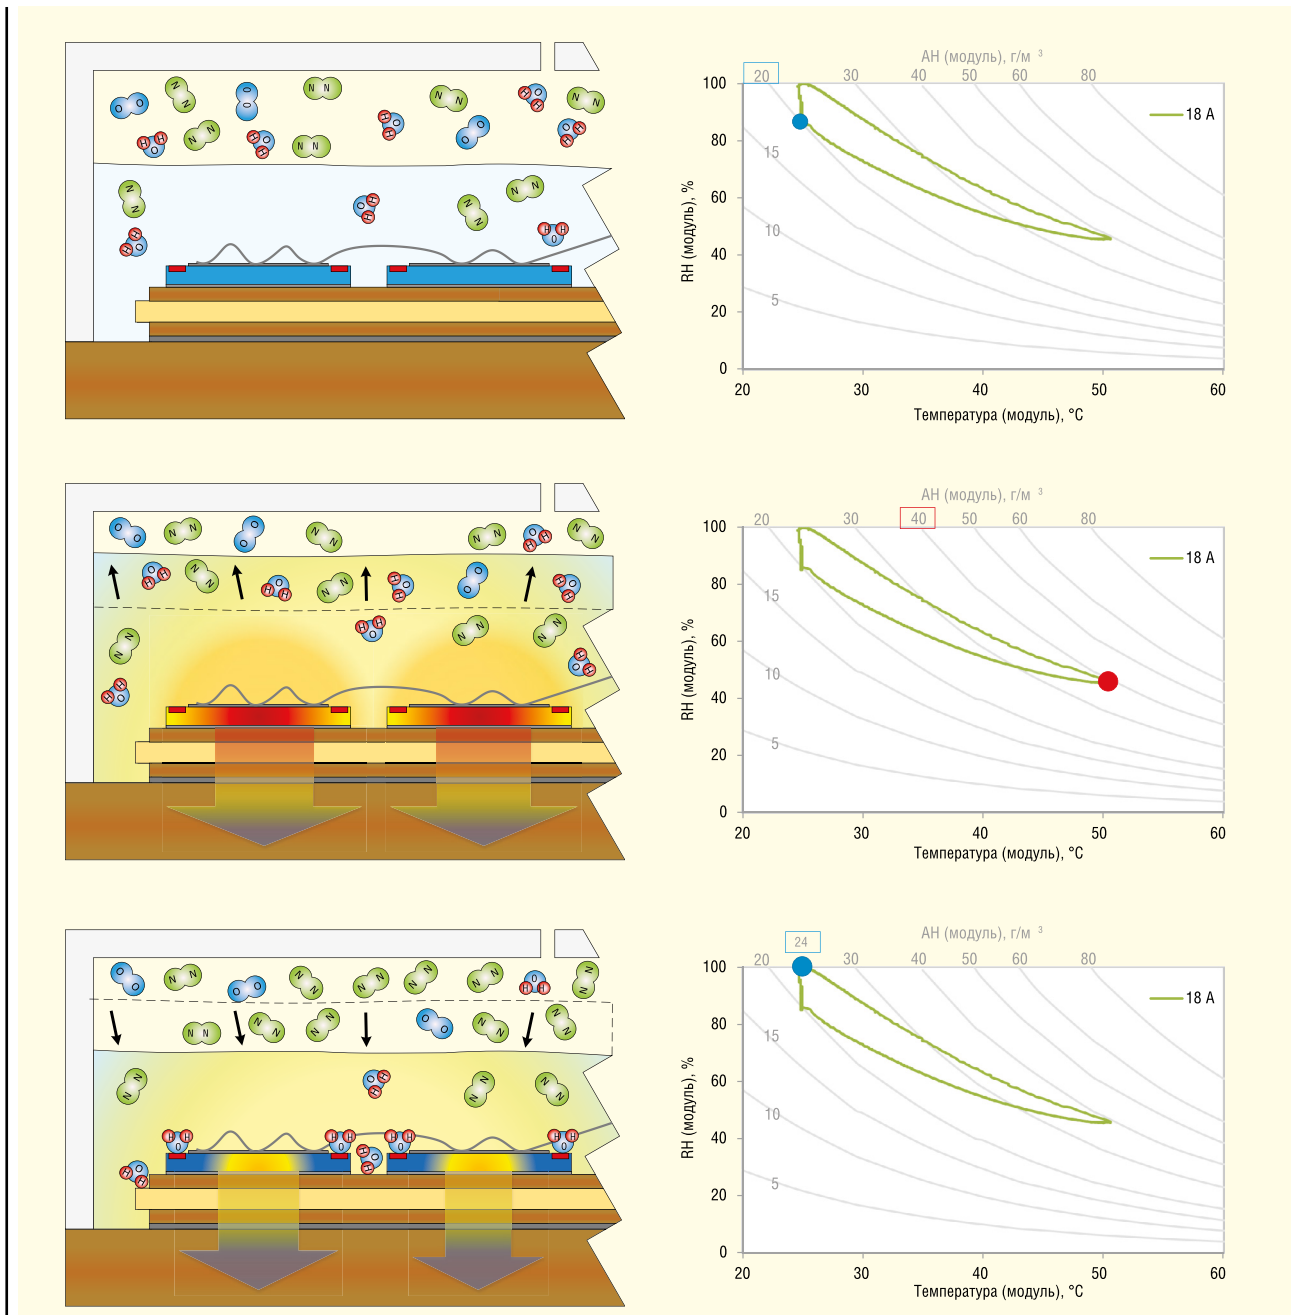 O O
N N
O O
N N
N N
H O H
N N
H O H
N N
H O H
N N
H O H
O O
H O H
N N
H O H
H O H
N N
N N
H O H
АН (модуль), г/м 3
20 30 40 50 60 80
100
18 А
80
15
60
10
40
5
20
0
RH (модуль), %
20 30 40 50 60
Температура (модуль), °С
O O
N N
O O
N N
N N
H O H
N N
H O H
N N
H O H
N N
H O H
O O
H O H
N N
H O H
N N
N N
H O H
H O H
АН (модуль), г/м 3
20 30 40 50 60 80
100
18 А
80
15
60
10
40
5
20
0
RH (модуль), %
20 30 40 50 60
Температура (модуль), °С
O O
N N
O O
N N
N N
N N
N N
H O H
N N
N N
N N
N N
O O
N N
N N
N N
H O H
N N
N N
H O H
H O H
H O H
H O H
H O H
H O H
24
АН (модуль), г/м 3
20 30 40 50 60 80
100
18 А
80
15
60
10
40
5
20
0
RH (модуль), %
20 30 40 50 60
Температура (модуль), °С